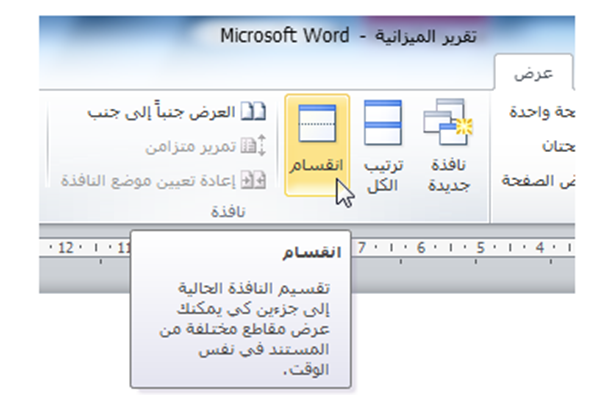 تقرير الميزانية - Microsoft Word
عرض
حة واحدة
حتان
ض الصفحة
نافذة جديدة
ترتيب الكل
انقسام
العرض جنباً إلى جنب
تمرير متزامن
إعادة تعيين موضع النافذة
نافذة
12 11 7 6 5 4
انقسام
تقسيم النافذة الحالية
إلى جزءين كي يمكنك
عرض مقاطع مختلفة من
المستند في نفس
الوقت.